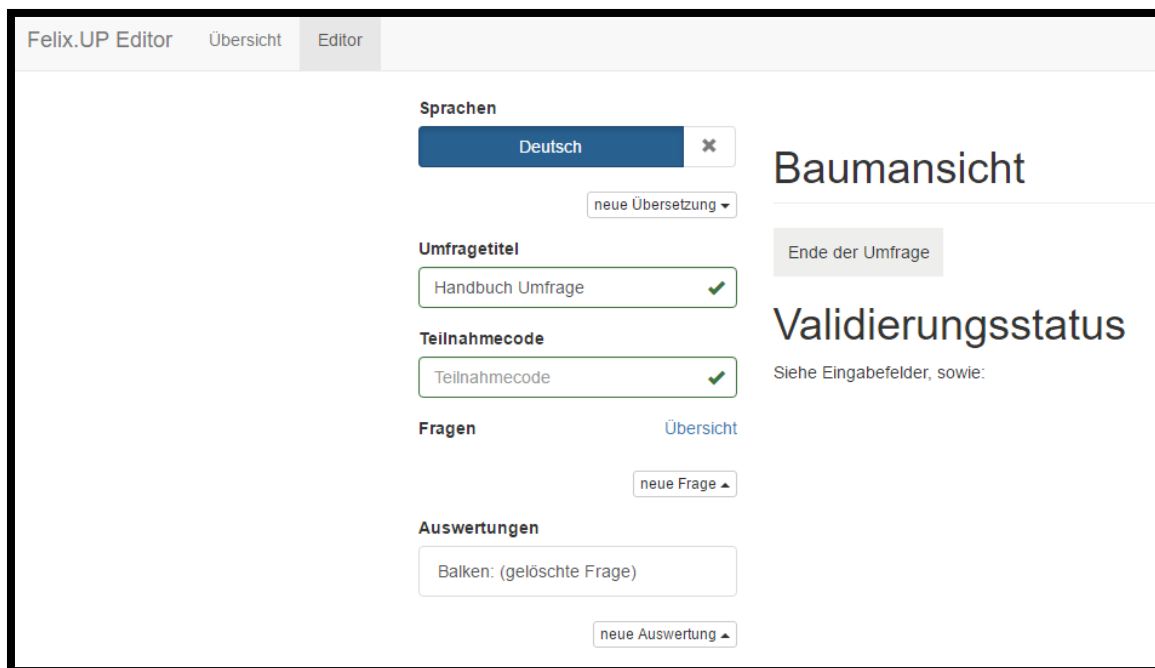 Felix.UP Editor Übersicht Editor
Sprachen
Deutsch
neue Übersetzung
Umfragetitel
Handbuch Umfrage
Teilnahmecode
Teilnahmecode
Fragen Übersicht
neue Frage
Auswertungen
Balken: (gelöschte Frage)
neue Auswertung
Baumansicht
Ende der Umfrage
Validierungsstatus
Siehe Eingabefelder, sowie: